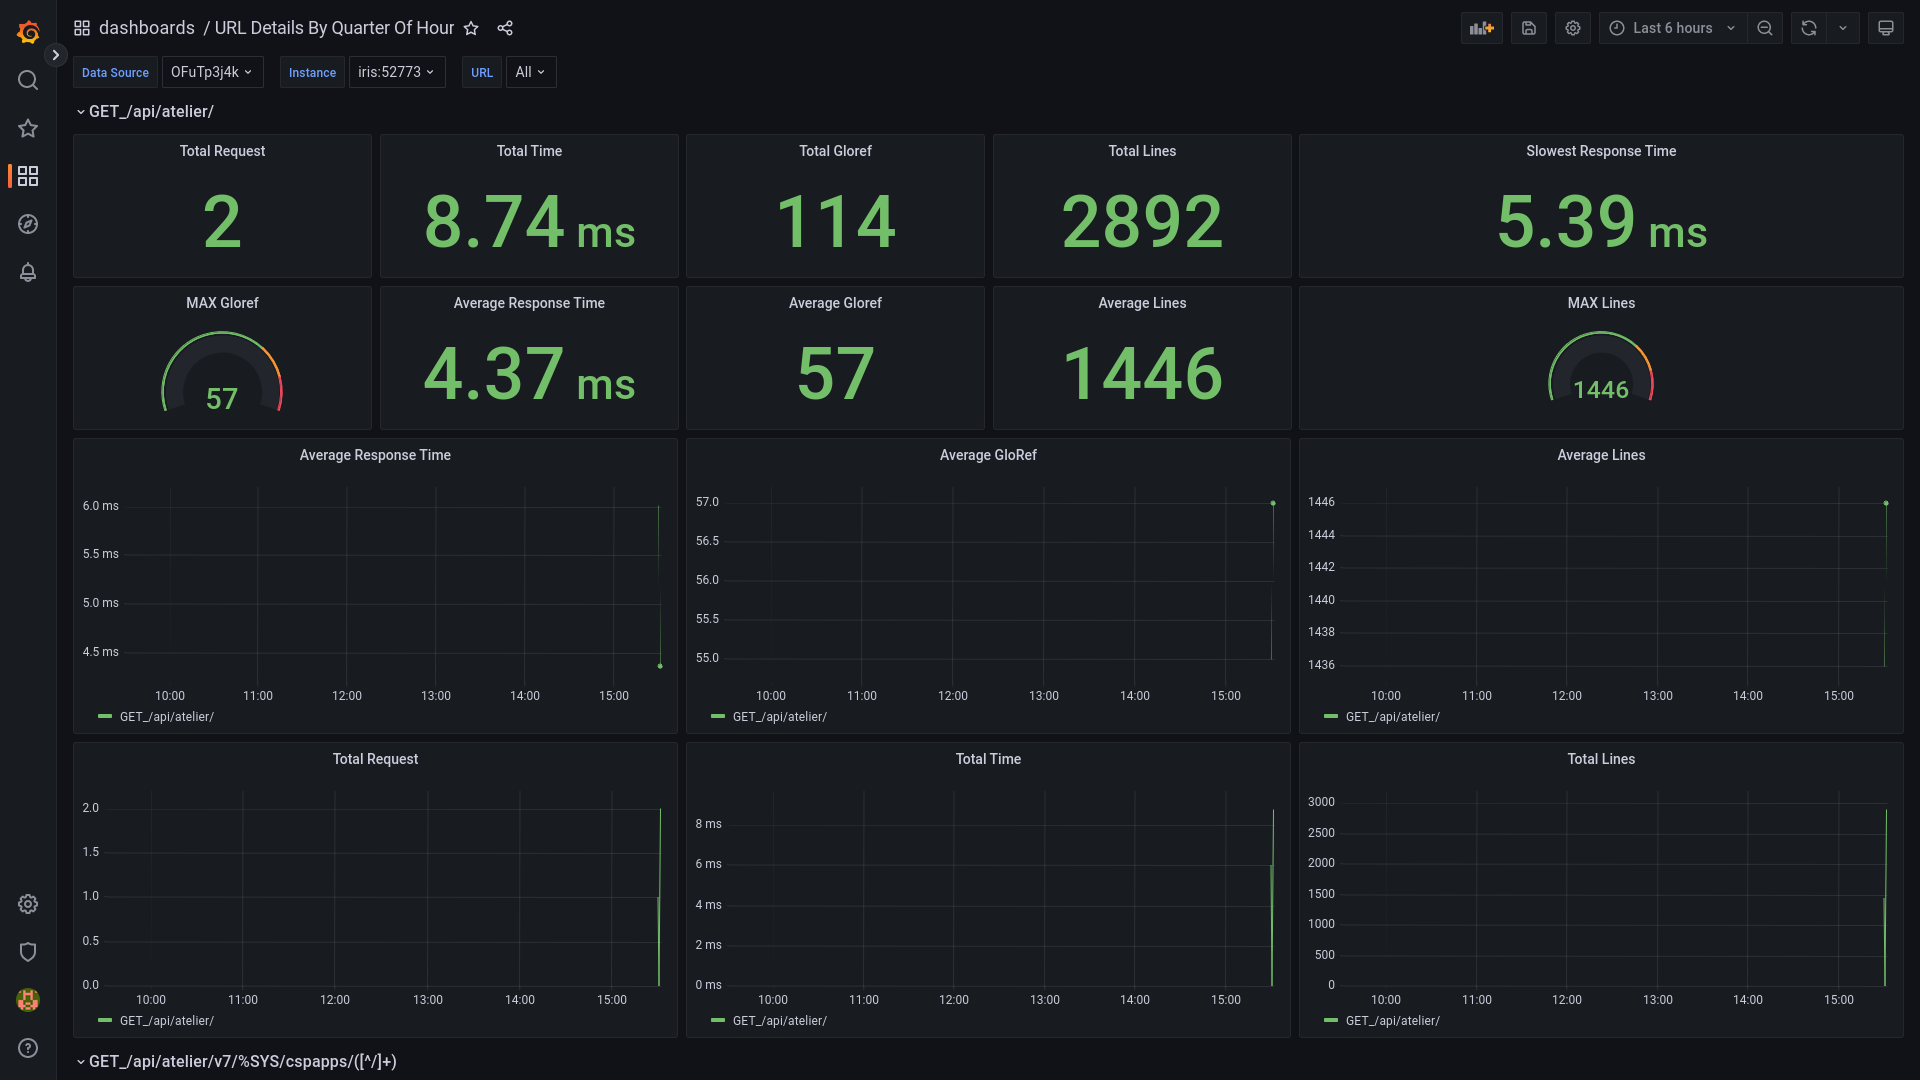 dashboards / URL Details By Quarter Of Hour
Last 6 hours
Data Source OFuTp3j4k Instance iris:52773 URL All
GET_/api/atelier/
Total Request
2
Total Time
8.74 ms
Total Gloref
114
Total Lines
2892
Slowest Response Time
5.39 ms
MAX Gloref
57
Average Response Time
4.37 ms
Average Gloref
57
Average Lines
1446
MAX Lines
1446
Average Response Time
6.0 ms
5.5 ms
5.0 ms
4.5 ms
10:00 11:00 12:00 13:00 14:00 15:00
GET_/api/atelier/
Average GloRef
57.0
56.5
56.0
55.5
55.0
10:00 11:00 12:00 13:00 14:00 15:00
GET_/api/atelier/
Average Lines
1446
1444
1442
1440
1438
1436
10:00 11:00 12:00 13:00 14:00 15:00
GET_/api/atelier/
Total Request
2.0
1.5
1.0
0.5
0.0
10:00 11:00 12:00 13:00 14:00 15:00
GET_/api/atelier/
Total Time
8 ms
6 ms
4 ms
2 ms
0 ms
10:00 11:00 12:00 13:00 14:00 15:00
GET_/api/atelier/
Total Lines
3000
2500
2000
1500
1000
500
0
10:00 11:00 12:00 13:00 14:00 15:00
GET_/api/atelier/
GET_/api/atelier/v7/%SYS/cspapps/([^/]+)